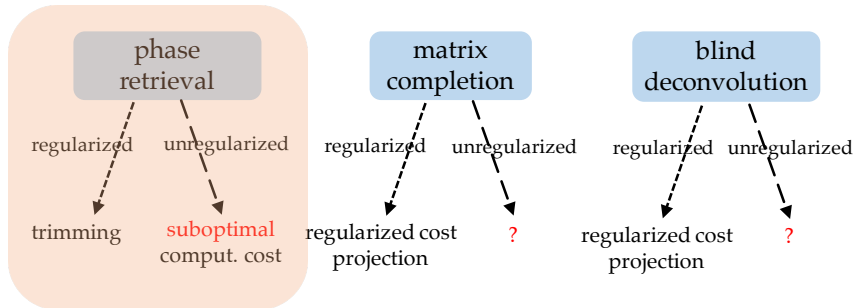 phase
retrieval
regularized
unregularized
trimming
suboptimal
comput. cost
matrix
completion
regularized
unregularized
regularized cost
projection
?
blind
deconvolution
regularized
unregularized
regularized cost
projection
?